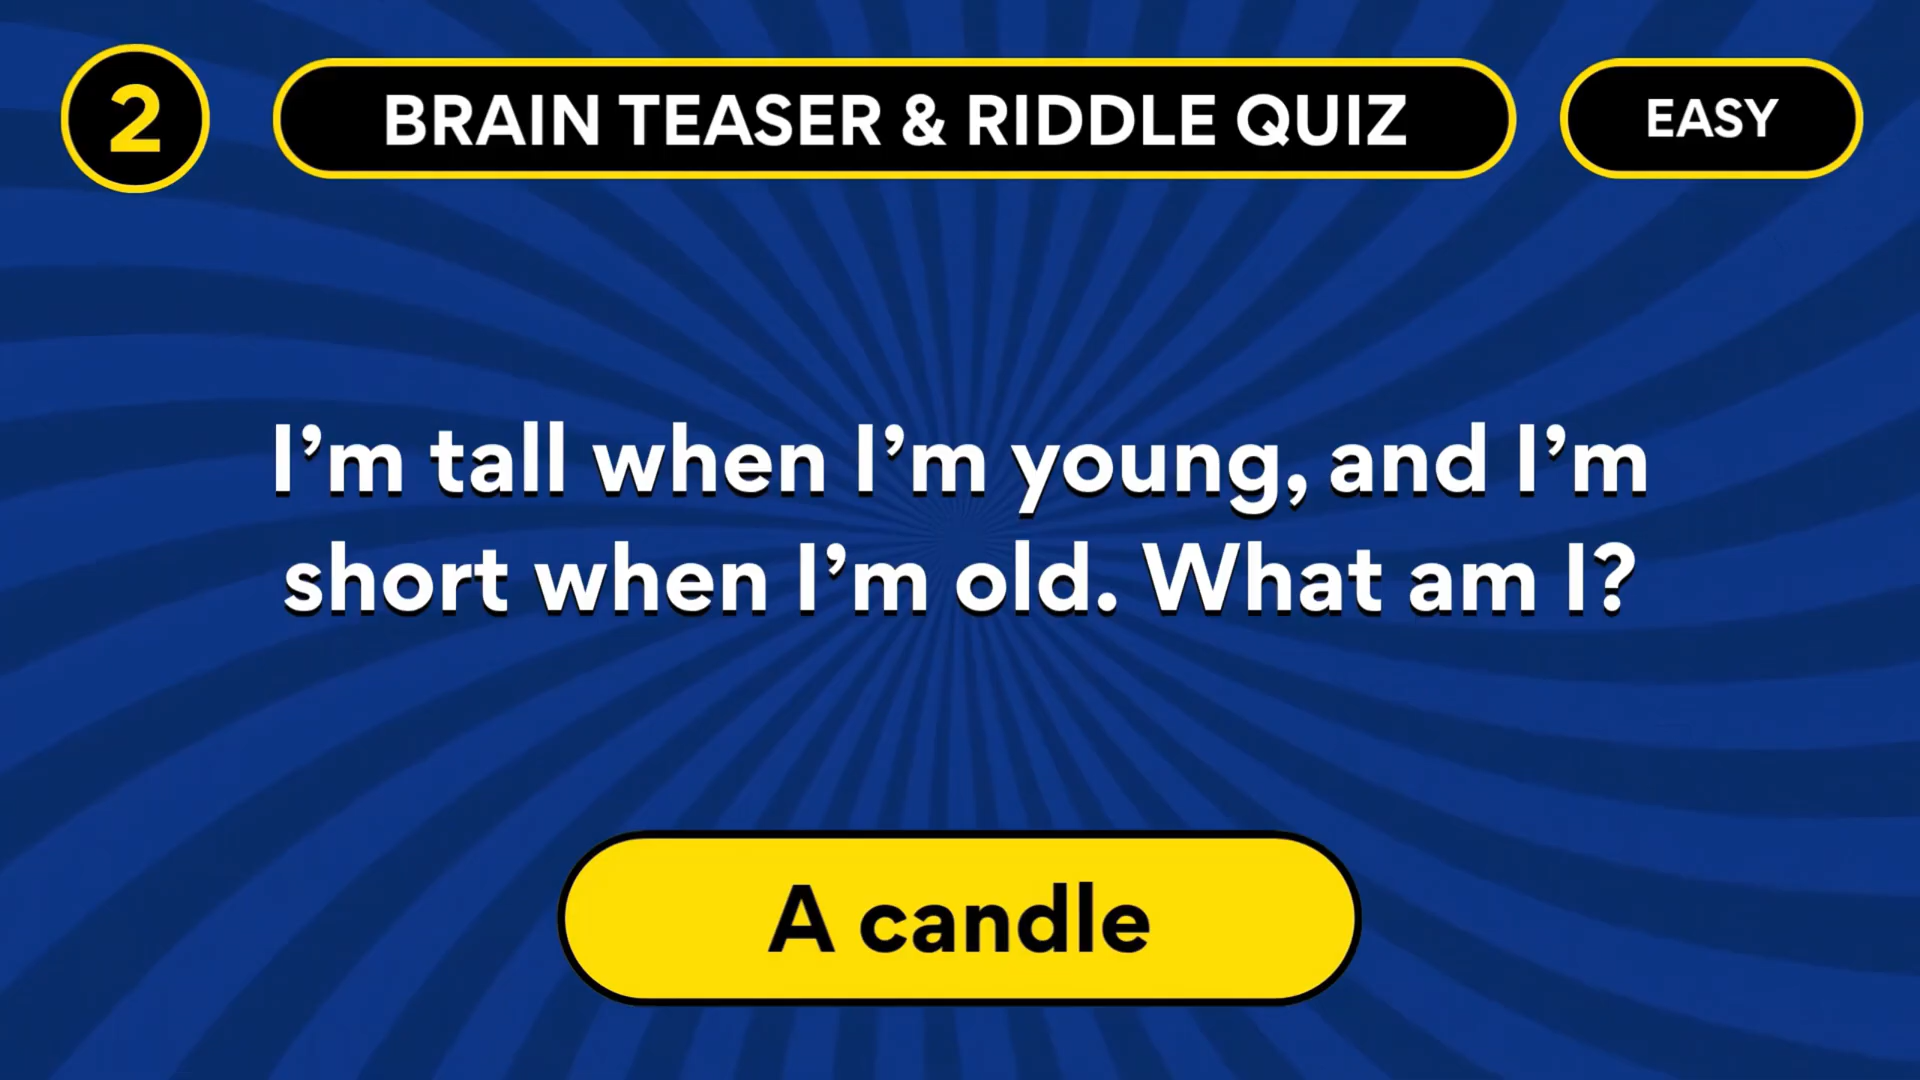 2
BRAIN TEASER & RIDDLE QUIZ
EASY
I’m tall when I’m young, and I’m
short when I’m old. What am I?
A candle